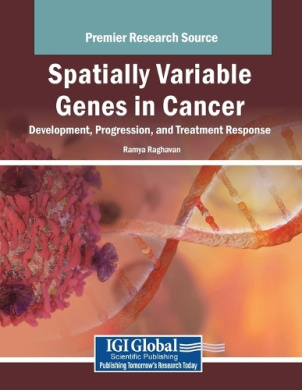 Premier Research Source
Spatially Variable
Genes in Cancer
Development, Progression, and Treatment Response
Ramya Raghavan
IGI Global
Scientific Publishing
Publishing Tomorrow's Research Today